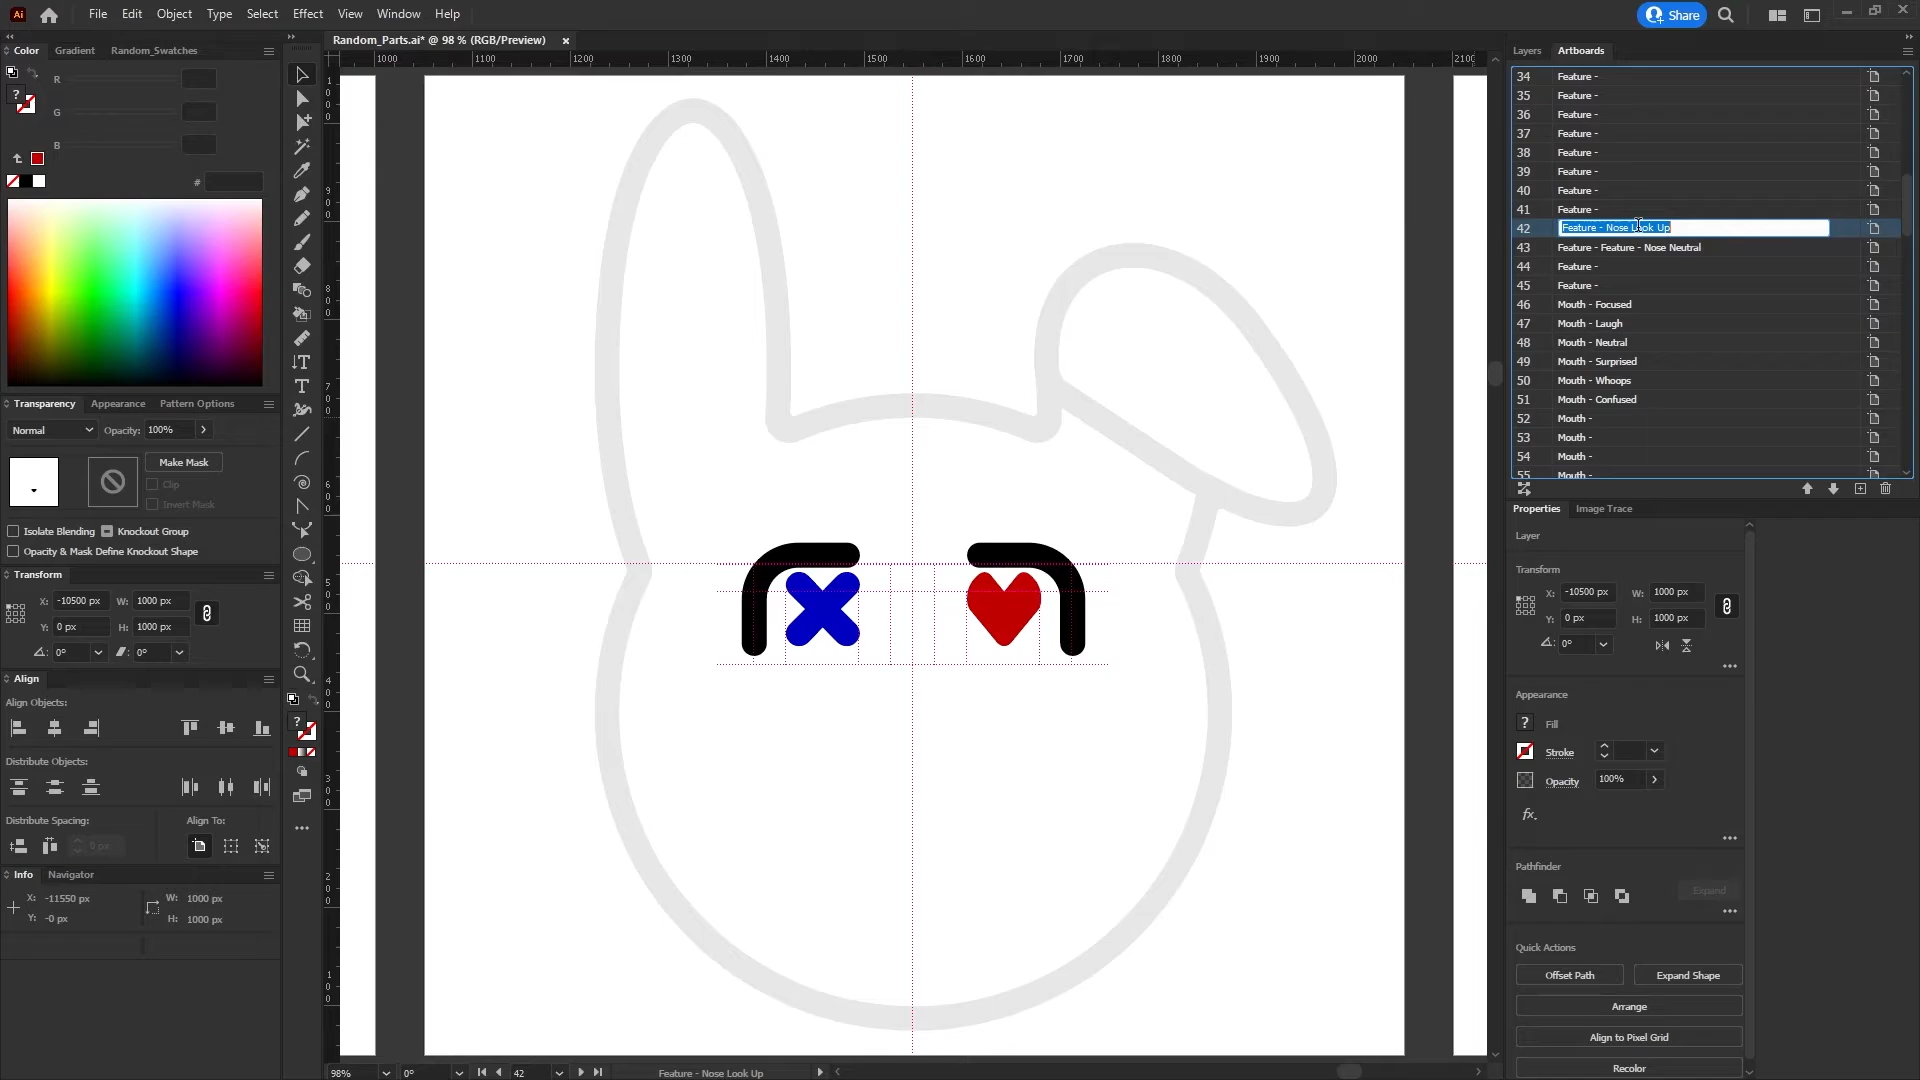 Ai File Edit Object Type Select Effect View Window Help Share
Color Gradient Random_Swatches
Random_Parts.ai* @ 98 % (RGB/Preview) ×
Layers Artboards
1000 1100 1200 1300 1400 1500 1600 1700 1800 1900 2000
R
G
B
#
34 Feature -
35 Feature -
36 Feature -
37 Feature -
38 Feature -
39 Feature -
40 Feature -
41 Feature -
42 Feature - Nose Look Up
43 Feature - Feature - Nose Neutral
44 Feature -
45 Feature -
46 Mouth - Focused
47 Mouth - Laugh
48 Mouth - Neutral
49 Mouth - Surprised
50 Mouth - Whoops
51 Mouth - Confused
52 Mouth -
53 Mouth -
54 Mouth -
55 Mouth -
Transparency Appearance Pattern Options
Normal Opacity: 100%
Make Mask
Clip
Invert Mask
Isolate Blending Knockout Group
Opacity & Mask Define Knockout Shape
Transform
X: -10500 px W: 1000 px
Y: 0 px H: 1000 px
0° 0°
Align
Align Objects:
Distribute Objects:
Distribute Spacing: Align To:
0 px
Info Navigator
X: -11550 px W: 1000 px
Y: -0 px H: 1000 px
Properties Image Trace
Layer
Transform
X: -10500 px W: 1000 px
Y: 0 px H: 1000 px
0°
Appearance
? Fill
Stroke
Opacity 100%
fx.
Pathfinder
Expand
Quick Actions
Offset Path Expand Shape
Arrange
Align to Pixel Grid
Recolor
98% 0° 42 Feature - Nose Look Up